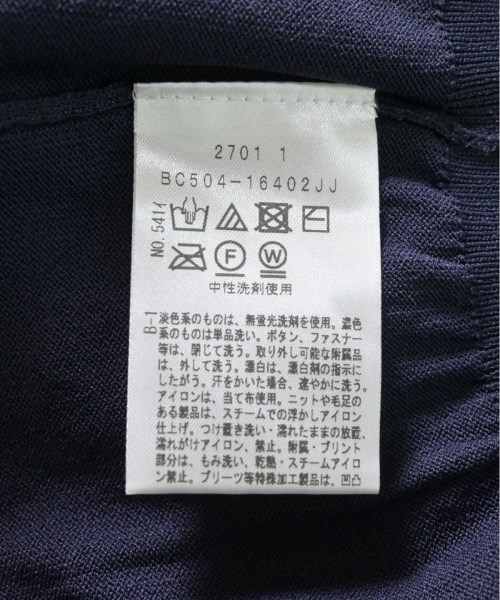 2701 1
BC504-16402JJ
NO.541イ
F W
中性洗剤使用
B-1
淡色系のものは、無蛍光洗剤を使用。濃色
系のものは単品洗い。ボタン、ファスナー
等は、閉じて洗う。取り外し可能な附属品
は、外して洗う。漂白は、漂白剤の指示に
したがう。汗をかいた場合、速やかに洗う。
アイロンは、当て布使用。ニットや毛足の
ある製品は、スチームでの浮かしアイロン
仕上げ。つけ置き洗い・濡れたままの放置、
濡れがけアイロン、禁止。附属・プリント
部分は、もみ洗い、乾熱・スチームアイロ
ン禁止。プリーツ等特殊加工製品は、凹凸